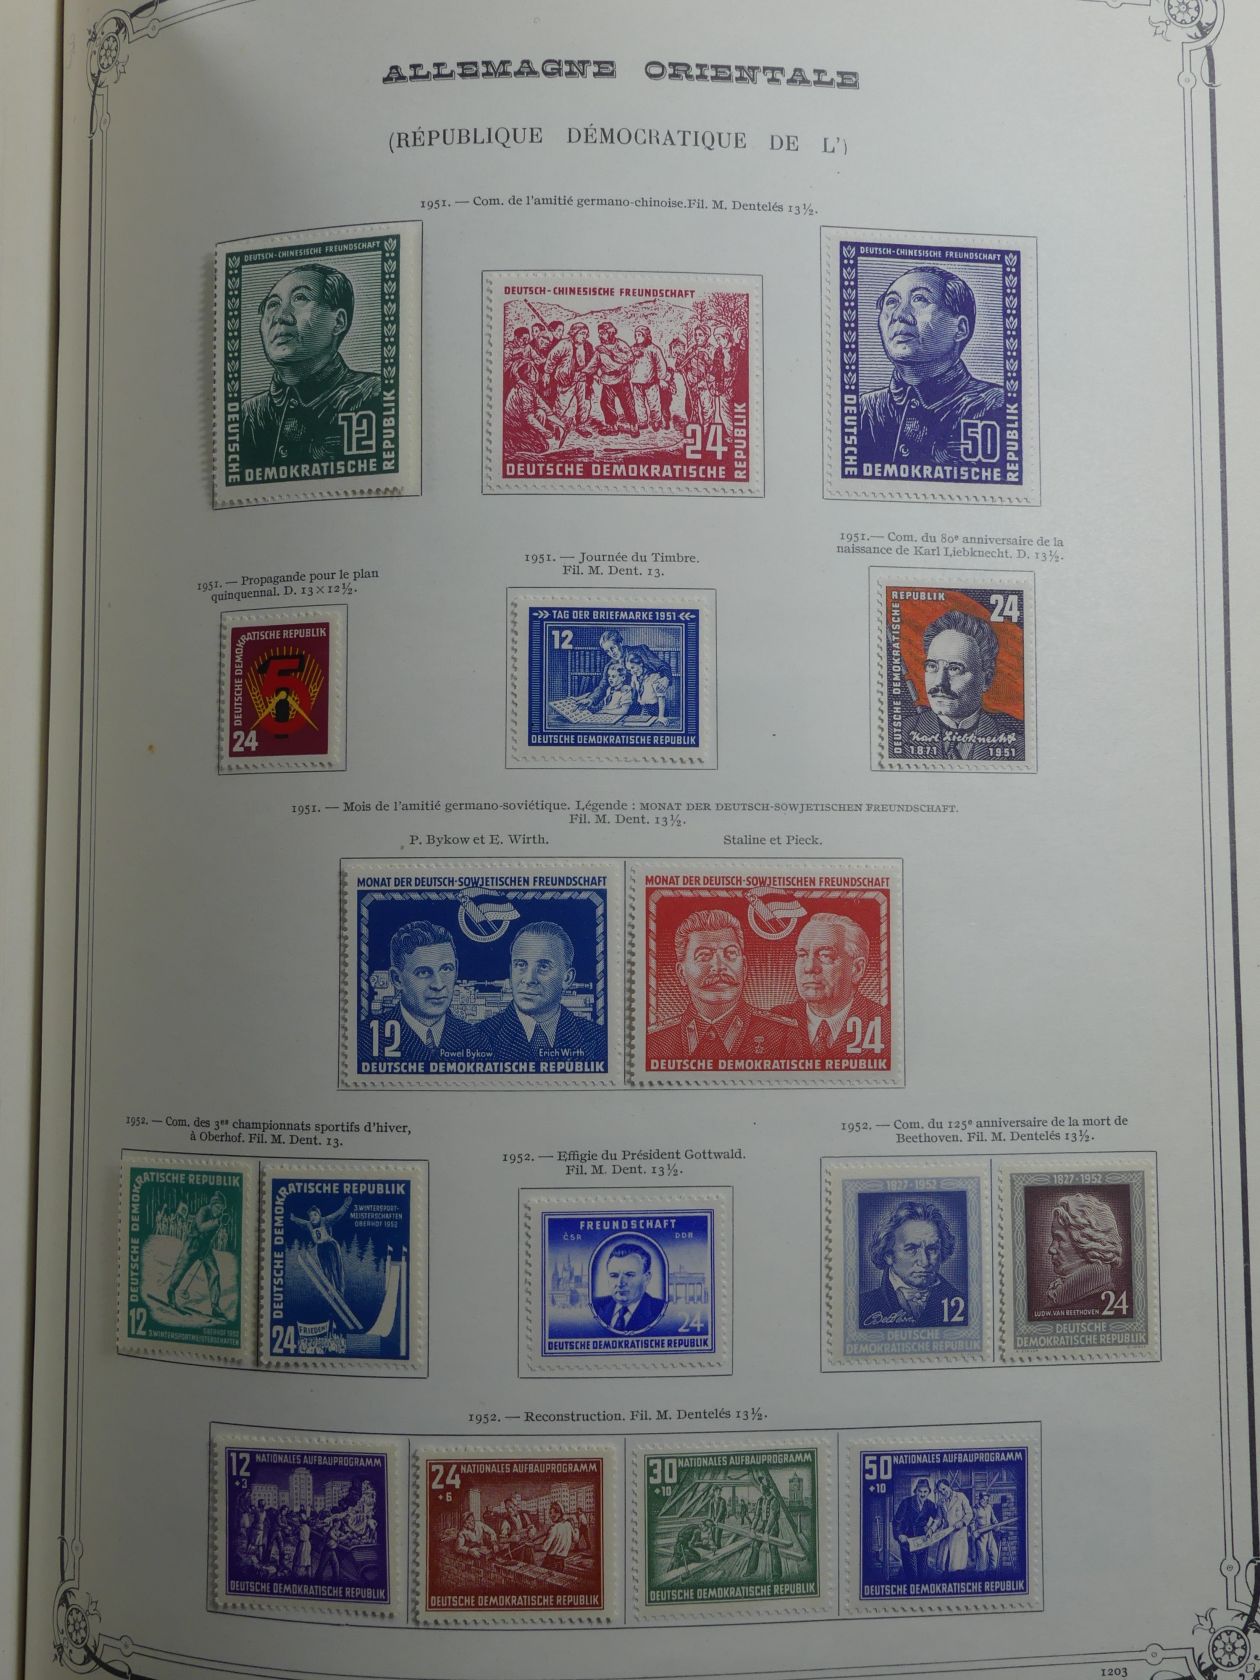 ALLEMAGNE ORIENTALE
(RÉPUBLIQUE DÉMOCRATIQUE DE L')
1951. — Com. de l'amitié germano-chinoise. Fil. M. Dentelés 13½.
DEUTSCH-CHINESISCHE FREUNDSCHAFT
12
DEUTSCHE
DEMOKRATISCHE
REPUBLIK
DEUTSCH-CHINESISCHE FREUNDSCHAFT
24
DEUTSCHE DEMOKRATISCHE
REPUBLIK
DEUTSCH-CHINESISCHE FREUNDSCHAFT
50
DEUTSCHE
DEMOKRATISCHE
REPUBLIK
1951. — Propagande pour le plan
quinquennal. D. 13 × 12½.
DEUTSCHE DEMOKRATISCHE REPUBLIK
5
24
1951. — Journée du Timbre.
Fil. M. Dent. 13.
TAG DER BRIEFMARKE 1951
12
DEUTSCHE DEMOKRATISCHE REPUBLIK
1951.— Com. du 80e anniversaire de la
naissance de Karl Liebknecht. D. 13½.
REPUBLIK
24
DEUTSCHE DEMOKRATISCHE
Karl Liebknecht
1871 1951
1951. — Mois de l'amitié germano-soviétique. Légende : MONAT DER DEUTSCH-SOWJETISCHEN FREUNDSCHAFT.
Fil. M. Dent. 13½.
P. Bykow et E. Wirth.
Staline et Pieck.
MONAT DER DEUTSCH-SOWJETISCHEN FREUNDSCHAFT
12
Pawel Bykow Erich Wirth
DEUTSCHE DEMOKRATISCHE REPUBLIK
MONAT DER DEUTSCH-SOWJETISCHEN FREUNDSCHAFT
24
DEUTSCHE DEMOKRATISCHE REPUBLIK
1952. — Com. des 3es championnats sportifs d'hiver,
à Oberhof. Fil. M. Dent. 13.
DEUTSCHE DEMOKRATISCHE REPUBLIK
12
OBERHOF 1952
3. WINTERSPORTMEISTERSCHAFTEN
DEUTSCHE DEMOKRATISCHE REPUBLIK
3. WINTERSPORT-
MEISTERSCHAFTEN
OBERHOF 1952
24
FRIEDEN
1952. — Effigie du Président Gottwald.
Fil. M. Dent. 13½.
FREUNDSCHAFT
ČSR DDR
24
DEUTSCHE DEMOKRATISCHE REPUBLIK
1952. — Com. du 125e anniversaire de la mort de
Beethoven. Fil. M. Dentelés 13½.
1827-1952
12
Beethoven
DEUTSCHE
DEMOKRATISCHE REPUBLIK
1827-1952
LUDW. VAN BEETHOVEN
24
DEUTSCHE
DEMOKRATISCHE REPUBLIK
1952. — Reconstruction. Fil. M. Dentelés 13½.
12
+3
NATIONALES AUFBAUPROGRAMM
DEUTSCHE DEMOKRATISCHE REPUBLIK
24
+6
NATIONALES AUFBAUPROGRAMM
DEUTSCHE DEMOKRATISCHE REPUBLIK
30
+10
NATIONALES AUFBAUPROGRAMM
DEUTSCHE DEMOKRATISCHE REPUBLIK
50
+10
NATIONALES AUFBAUPROGRAMM
DEUTSCHE DEMOKRATISCHE REPUBLIK
1203